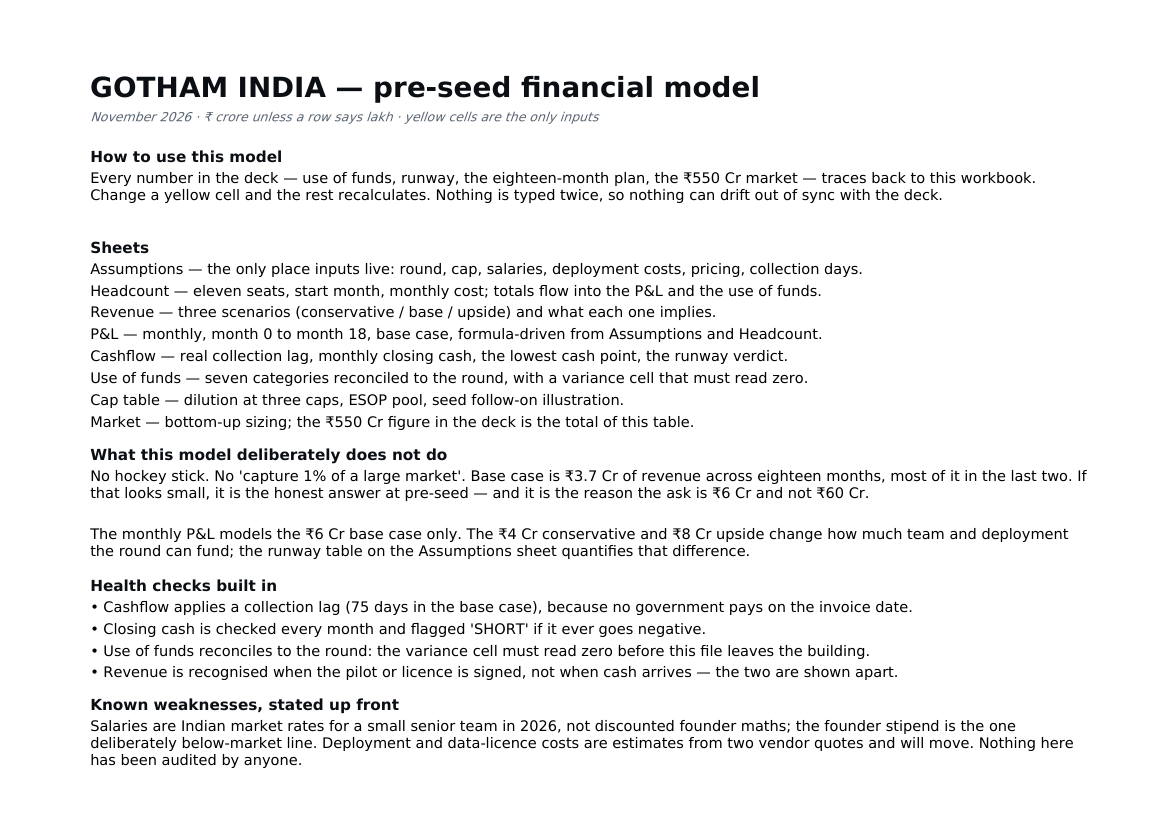 GOTHAM INDIA — pre-seed financial model
November 2026 · ₹ crore unless a row says lakh · yellow cells are the only inputs
How to use this model
Every number in the deck — use of funds, runway, the eighteen-month plan, the ₹550 Cr market — traces back to this workbook.
Change a yellow cell and the rest recalculates. Nothing is typed twice, so nothing can drift out of sync with the deck.
Sheets
Assumptions — the only place inputs live: round, cap, salaries, deployment costs, pricing, collection days.
Headcount — eleven seats, start month, monthly cost; totals flow into the P&L and the use of funds.
Revenue — three scenarios (conservative / base / upside) and what each one implies.
P&L — monthly, month 0 to month 18, base case, formula-driven from Assumptions and Headcount.
Cashflow — real collection lag, monthly closing cash, the lowest cash point, the runway verdict.
Use of funds — seven categories reconciled to the round, with a variance cell that must read zero.
Cap table — dilution at three caps, ESOP pool, seed follow-on illustration.
Market — bottom-up sizing; the ₹550 Cr figure in the deck is the total of this table.
What this model deliberately does not do
No hockey stick. No 'capture 1% of a large market'. Base case is ₹3.7 Cr of revenue across eighteen months, most of it in the last two. If
that looks small, it is the honest answer at pre-seed — and it is the reason the ask is ₹6 Cr and not ₹60 Cr.
The monthly P&L models the ₹6 Cr base case only. The ₹4 Cr conservative and ₹8 Cr upside change how much team and deployment
the round can fund; the runway table on the Assumptions sheet quantifies that difference.
Health checks built in
• Cashflow applies a collection lag (75 days in the base case), because no government pays on the invoice date.
• Closing cash is checked every month and flagged 'SHORT' if it ever goes negative.
• Use of funds reconciles to the round: the variance cell must read zero before this file leaves the building.
• Revenue is recognised when the pilot or licence is signed, not when cash arrives — the two are shown apart.
Known weaknesses, stated up front
Salaries are Indian market rates for a small senior team in 2026, not discounted founder maths; the founder stipend is the one
deliberately below-market line. Deployment and data-licence costs are estimates from two vendor quotes and will move. Nothing here
has been audited by anyone.